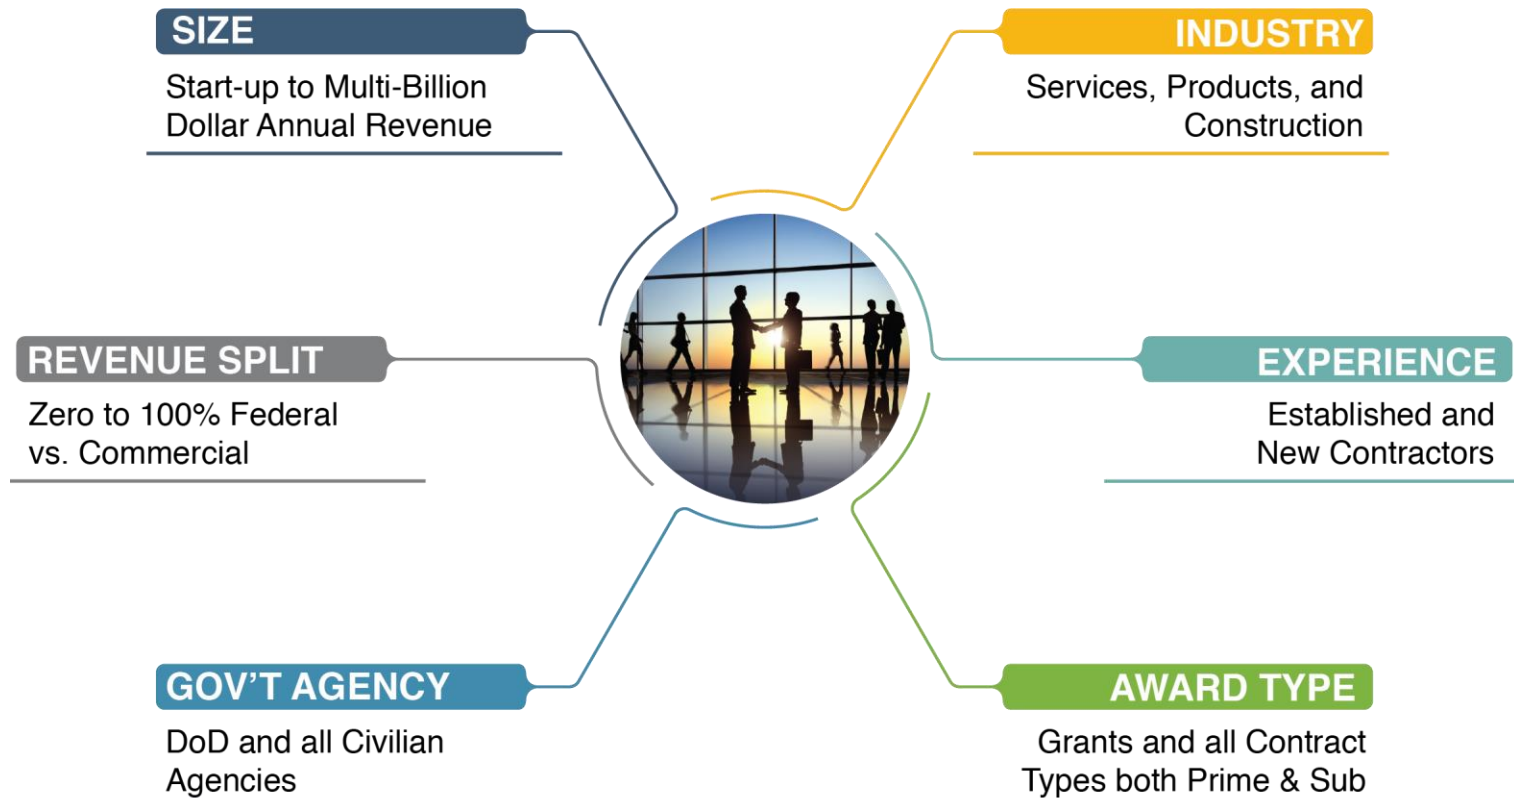 SIZE
Start-up to Multi-Billion
Dollar Annual Revenue
INDUSTRY
Services, Products, and
Construction
REVENUE SPLIT
Zero to 100% Federal
vs. Commercial
EXPERIENCE
Established and
New Contractors
GOV'T AGENCY
DoD and all Civilian
Agencies
AWARD TYPE
Grants and all Contract
Types both Prime & Sub